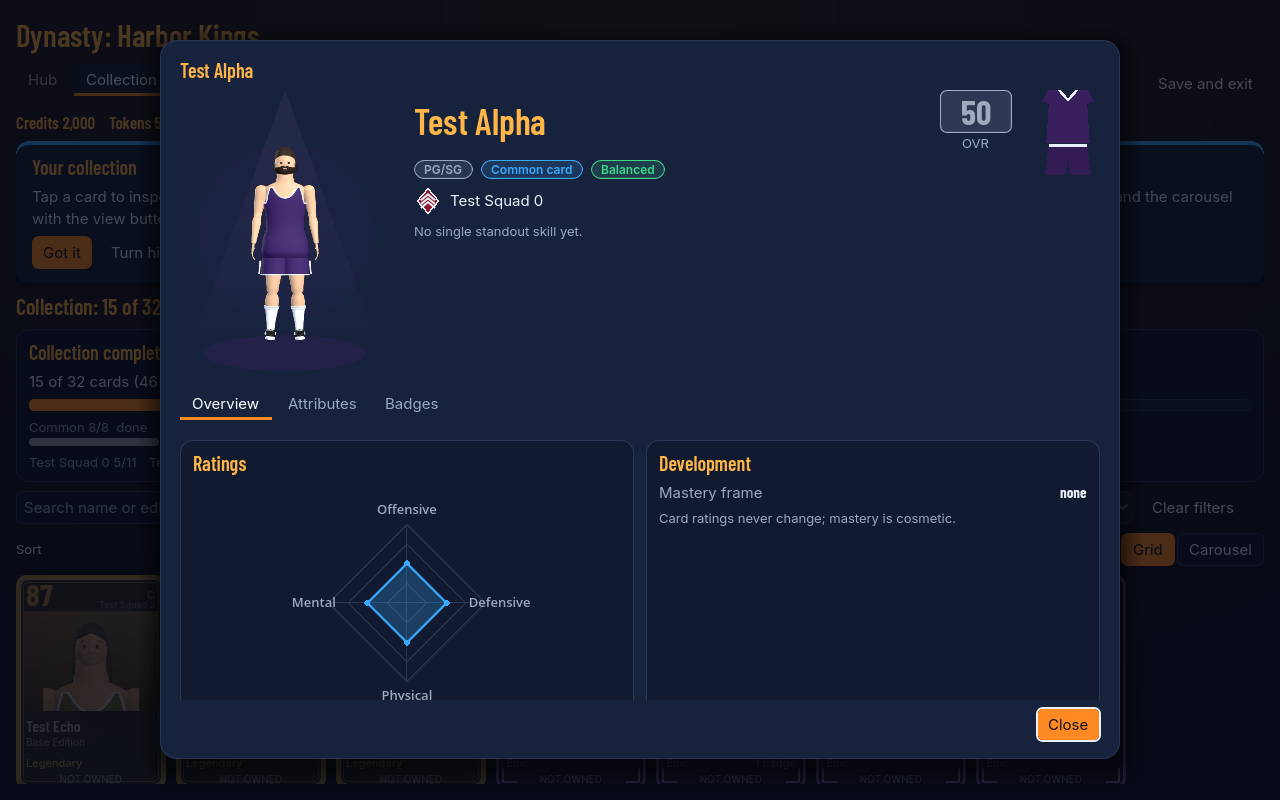 Dynasty: Harbor Kings
Hub
Collection
Save and exit
Credits 2,000
Tokens 5
Your collection
Tap a card to insp
and the carousel
with the view butt
Got it
Turn hi
Collection: 15 of 32
Collection complet
15 of 32 cards (46
Common 8/8 done
Test Squad 0 5/11
Search name or edi
Clear filters
Sort
Grid
Carousel
87
Test Echo
Base Edition
Legendary
NOT OWNED
NOT OWNED
NOT OWNED
NOT OWNED
NOT OWNED
NOT OWNED
NOT OWNED
Test Alpha
Test Alpha
50
OVR
PG/SG
Common card
Balanced
Test Squad 0
No single standout skill yet.
Overview
Attributes
Badges
Ratings
Offensive
Mental
Defensive
Physical
Development
Mastery frame
none
Card ratings never change; mastery is cosmetic.
Close